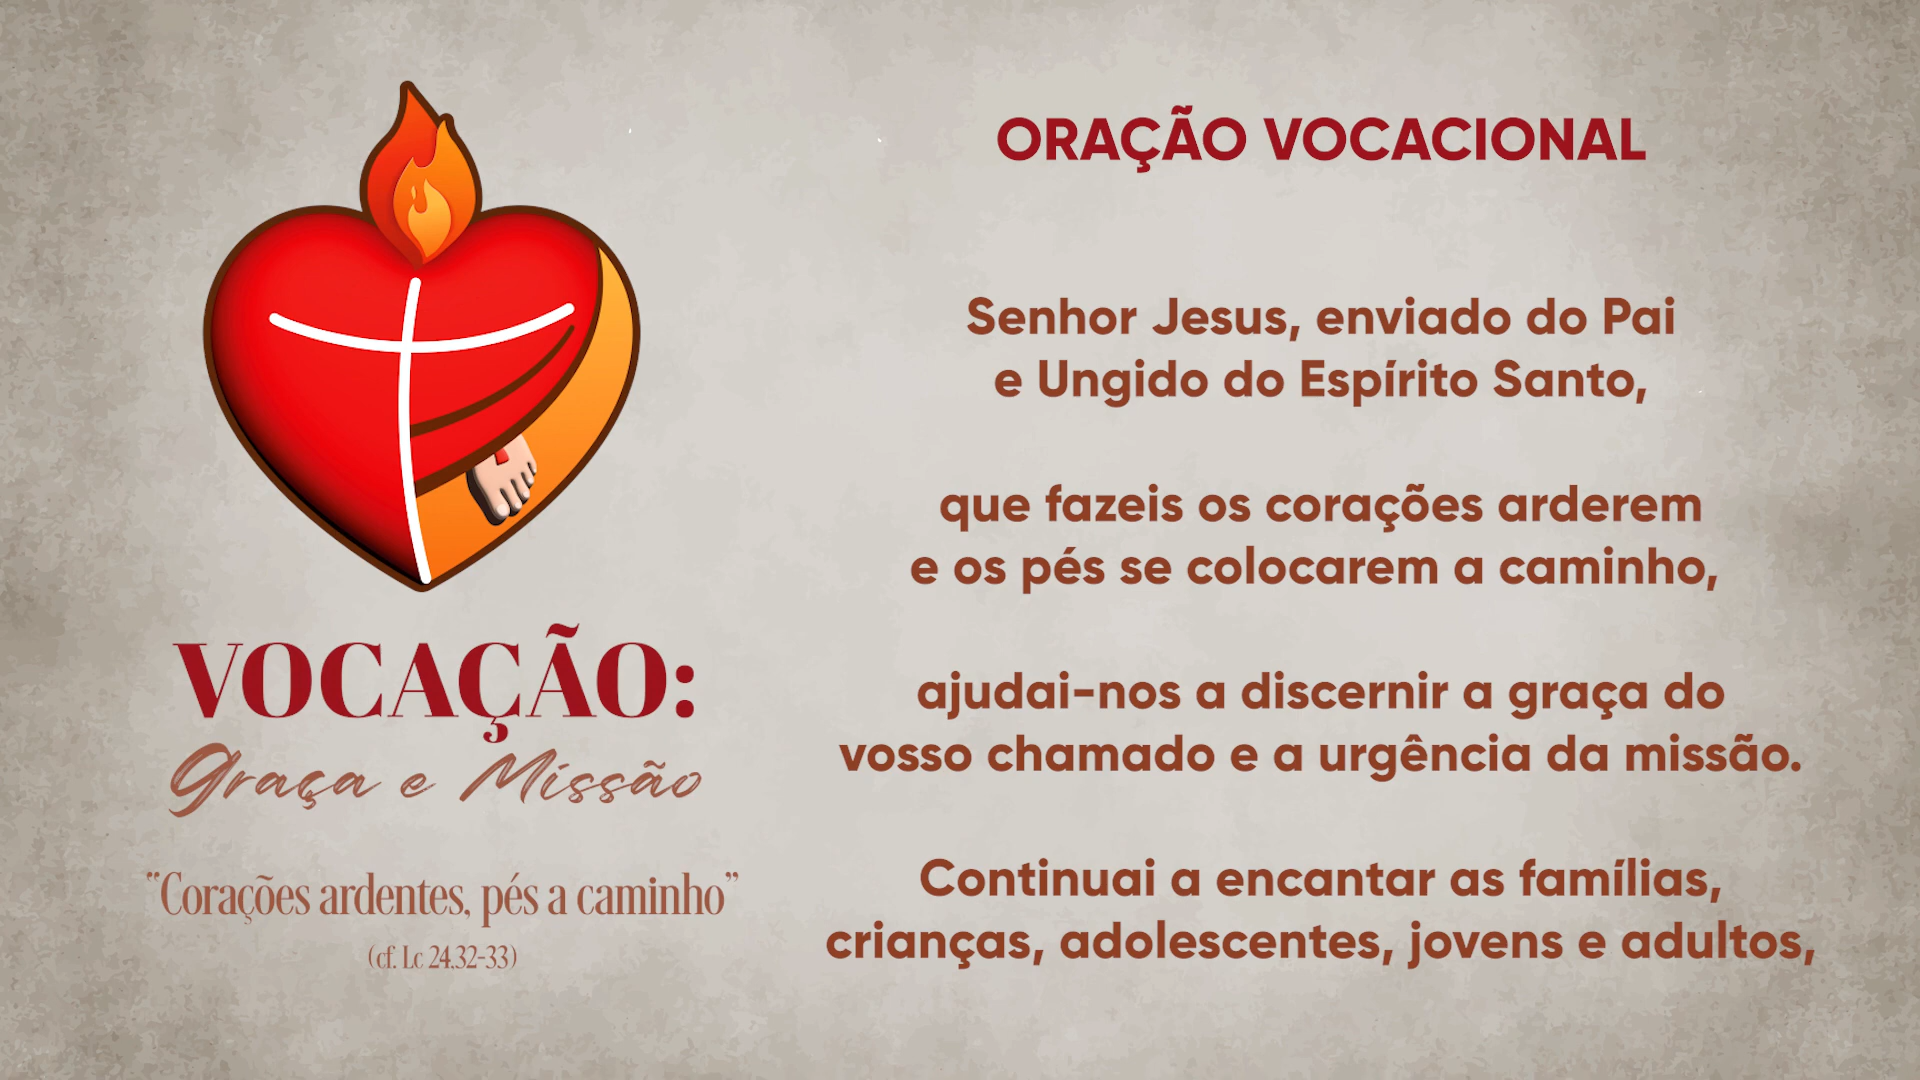 VOCAÇÃO:
Graça e Missão
“Corações ardentes, pés a caminho”
(cf. Lc 24,32-33)
ORAÇÃO VOCACIONAL
Senhor Jesus, enviado do Pai
e Ungido do Espírito Santo,
que fazeis os corações arderem
e os pés se colocarem a caminho,
ajudai-nos a discernir a graça do
vosso chamado e a urgência da missão.
Continuai a encantar as famílias,
crianças, adolescentes, jovens e adultos,